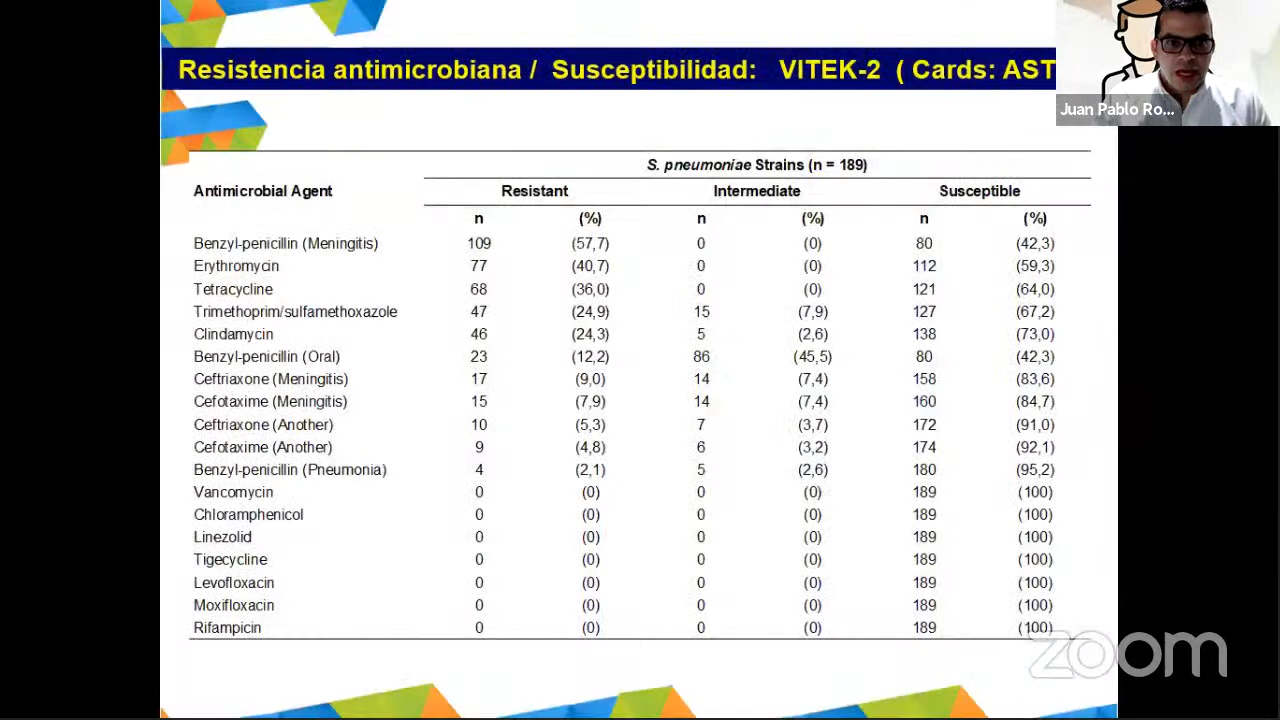 Resistencia antimicrobiana / Susceptibilidad: VITEK-2 ( Cards: AST
Juan Pablo Ro...
S. pneumoniae Strains (n = 189)
Antimicrobial Agent Resistant Intermediate Susceptible
n (%) n (%) n (%)
Benzyl-penicillin (Meningitis) 109 (57,7) 0 (0) 80 (42,3)
Erythromycin 77 (40,7) 0 (0) 112 (59,3)
Tetracycline 68 (36,0) 0 (0) 121 (64,0)
Trimethoprim/sulfamethoxazole 47 (24,9) 15 (7,9) 127 (67,2)
Clindamycin 46 (24,3) 5 (2,6) 138 (73,0)
Benzyl-penicillin (Oral) 23 (12,2) 86 (45,5) 80 (42,3)
Ceftriaxone (Meningitis) 17 (9,0) 14 (7,4) 158 (83,6)
Cefotaxime (Meningitis) 15 (7,9) 14 (7,4) 160 (84,7)
Ceftriaxone (Another) 10 (5,3) 7 (3,7) 172 (91,0)
Cefotaxime (Another) 9 (4,8) 6 (3,2) 174 (92,1)
Benzyl-penicillin (Pneumonia) 4 (2,1) 5 (2,6) 180 (95,2)
Vancomycin 0 (0) 0 (0) 189 (100)
Chloramphenicol 0 (0) 0 (0) 189 (100)
Linezolid 0 (0) 0 (0) 189 (100)
Tigecycline 0 (0) 0 (0) 189 (100)
Levofloxacin 0 (0) 0 (0) 189 (100)
Moxifloxacin 0 (0) 0 (0) 189 (100)
Rifampicin 0 (0) 0 (0) 189 (100)
zoom